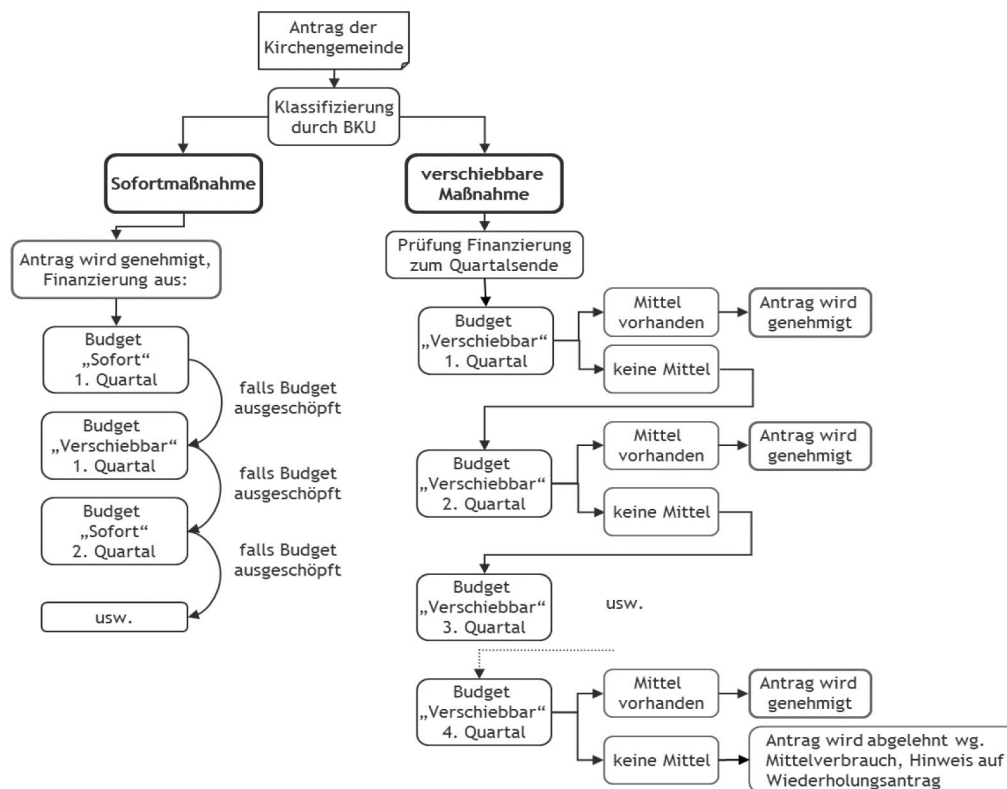 Antrag der
Kirchengemeinde
Klassifizierung
durch BKU
Sofortmaßnahme
verschiebbare
Maßnahme
Antrag wird genehmigt,
Finanzierung aus:
Budget
„Sofort“
1. Quartal
falls Budget
ausgeschöpft
Budget
„Verschiebbar“
1. Quartal
falls Budget
ausgeschöpft
Budget
„Sofort“
2. Quartal
falls Budget
ausgeschöpft
usw.
Prüfung Finanzierung
zum Quartalsende
Budget
„Verschiebbar“
1. Quartal
Mittel
vorhanden
Antrag wird
genehmigt
keine Mittel
Budget
„Verschiebbar“
2. Quartal
Mittel
vorhanden
Antrag wird
genehmigt
keine Mittel
Budget
„Verschiebbar“
3. Quartal
usw.
Budget
„Verschiebbar“
4. Quartal
Mittel
vorhanden
Antrag wird
genehmigt
keine Mittel
Antrag wird abgelehnt wg.
Mittelverbrauch, Hinweis auf
Wiederholungsantrag